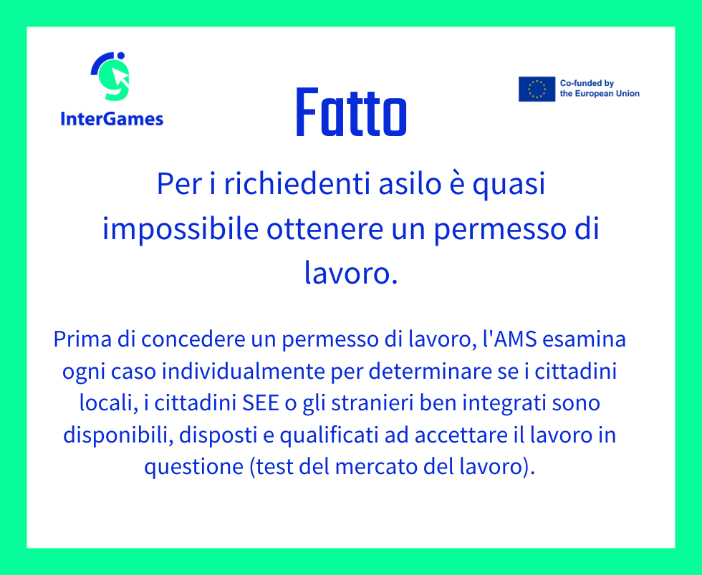 InterGames
Co-funded by
the European Union
Fatto
Per i richiedenti asilo è quasi
impossibile ottenere un permesso di
lavoro.
Prima di concedere un permesso di lavoro, l'AMS esamina
ogni caso individualmente per determinare se i cittadini
locali, i cittadini SEE o gli stranieri ben integrati sono
disponibili, disposti e qualificati ad accettare il lavoro in
questione (test del mercato del lavoro).